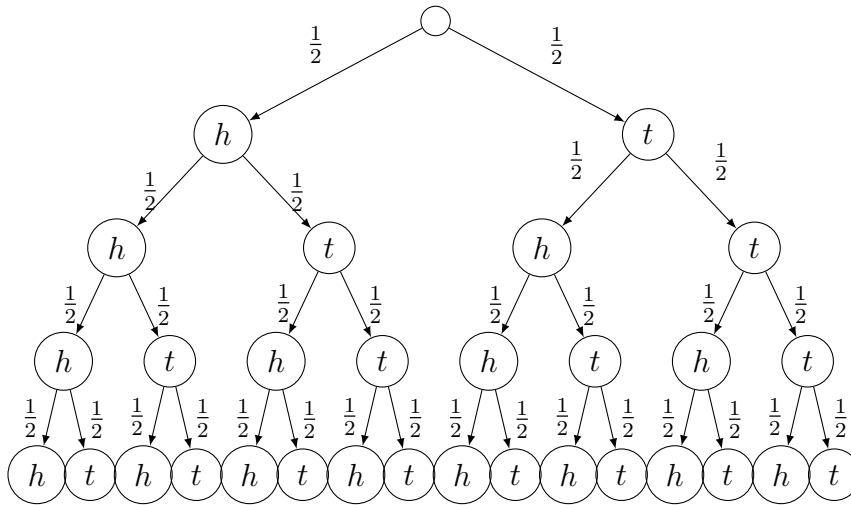 1/2 1/2
h t
1/2 1/2 1/2 1/2
h t h t
1/2 1/2 1/2 1/2 1/2 1/2 1/2 1/2
h t h t h t h t
1/2 1/2 1/2 1/2 1/2 1/2 1/2 1/2 1/2 1/2 1/2 1/2 1/2 1/2 1/2 1/2
h t h t h t h t h t h t h t h t